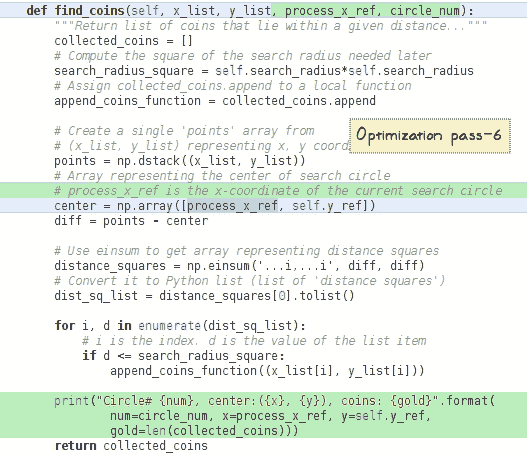 def find_coins(self, x_list, y_list, process_x_ref, circle_num):
"""Return list of coins that lie within a given distance..."""
collected_coins = []
# Compute the square of the search radius needed later
search_radius_square = self.search_radius*self.search_radius
# Assign collected_coins.append to a local function
append_coins_function = collected_coins.append
# Create a single 'points' array from
# (x_list, y_list) representing x, y coord
Optimization pass-6
points = np.dstack((x_list, y_list))
# Array representing the center of search circle
# process_x_ref is the x-coordinate of the current search circle
center = np.array([process_x_ref, self.y_ref])
diff = points - center
# Use einsum to get array representing distance squares
distance_squares = np.einsum('...i,...i', diff, diff)
# Convert it to Python list (list of 'distance squares')
dist_sq_list = distance_squares[0].tolist()
for i, d in enumerate(dist_sq_list):
# i is the index. d is the value of the list item
if d <= search_radius_square:
append_coins_function((x_list[i], y_list[i]))
print("Circle# {num}, center:({x}, {y}), coins: {gold}".format(
num=circle_num, x=process_x_ref, y=self.y_ref,
gold=len(collected_coins)))
return collected_coins